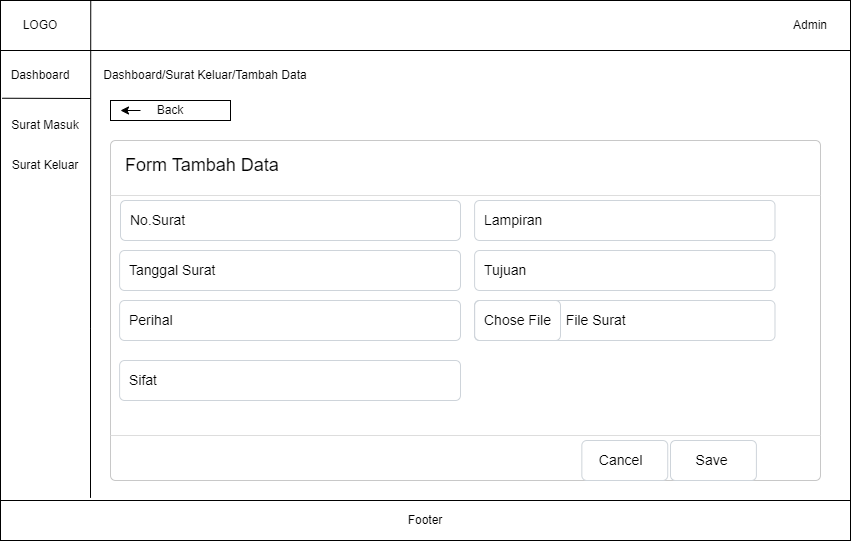 LOGO
Admin
Dashboard
Dashboard/Surat Keluar/Tambah Data
Back
Surat Masuk
Surat Keluar
Form Tambah Data
No.Surat
Lampiran
Tanggal Surat
Tujuan
Perihal
Chose File
File Surat
Sifat
Cancel
Save
Footer